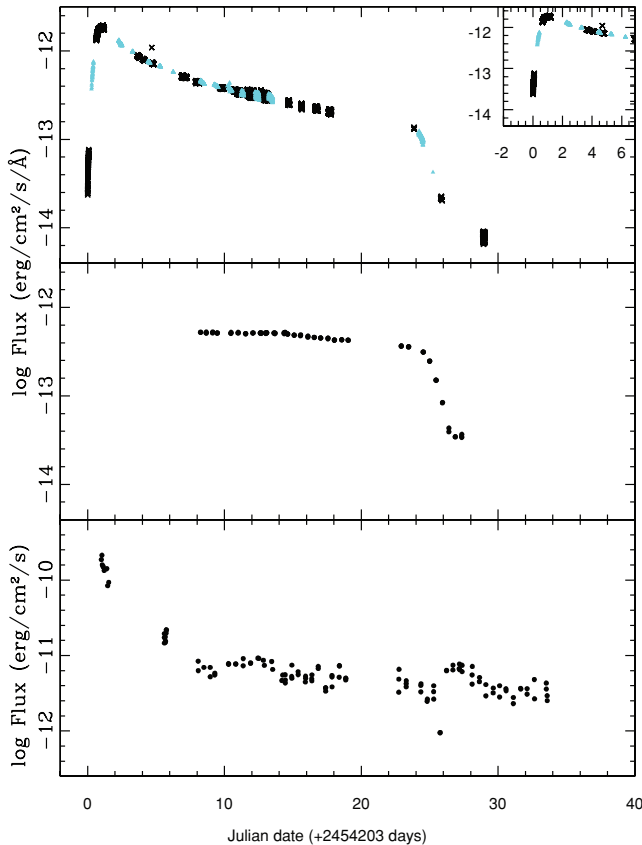 −12
−13
−14
−12
−13
−14
−2 0 2 4 6
log Flux (erg/cm²/s/Å)
−12
−13
−14
log Flux (erg/cm²/s)
−10
−11
−12
0 10 20 30 40
Julian date (+2454203 days)